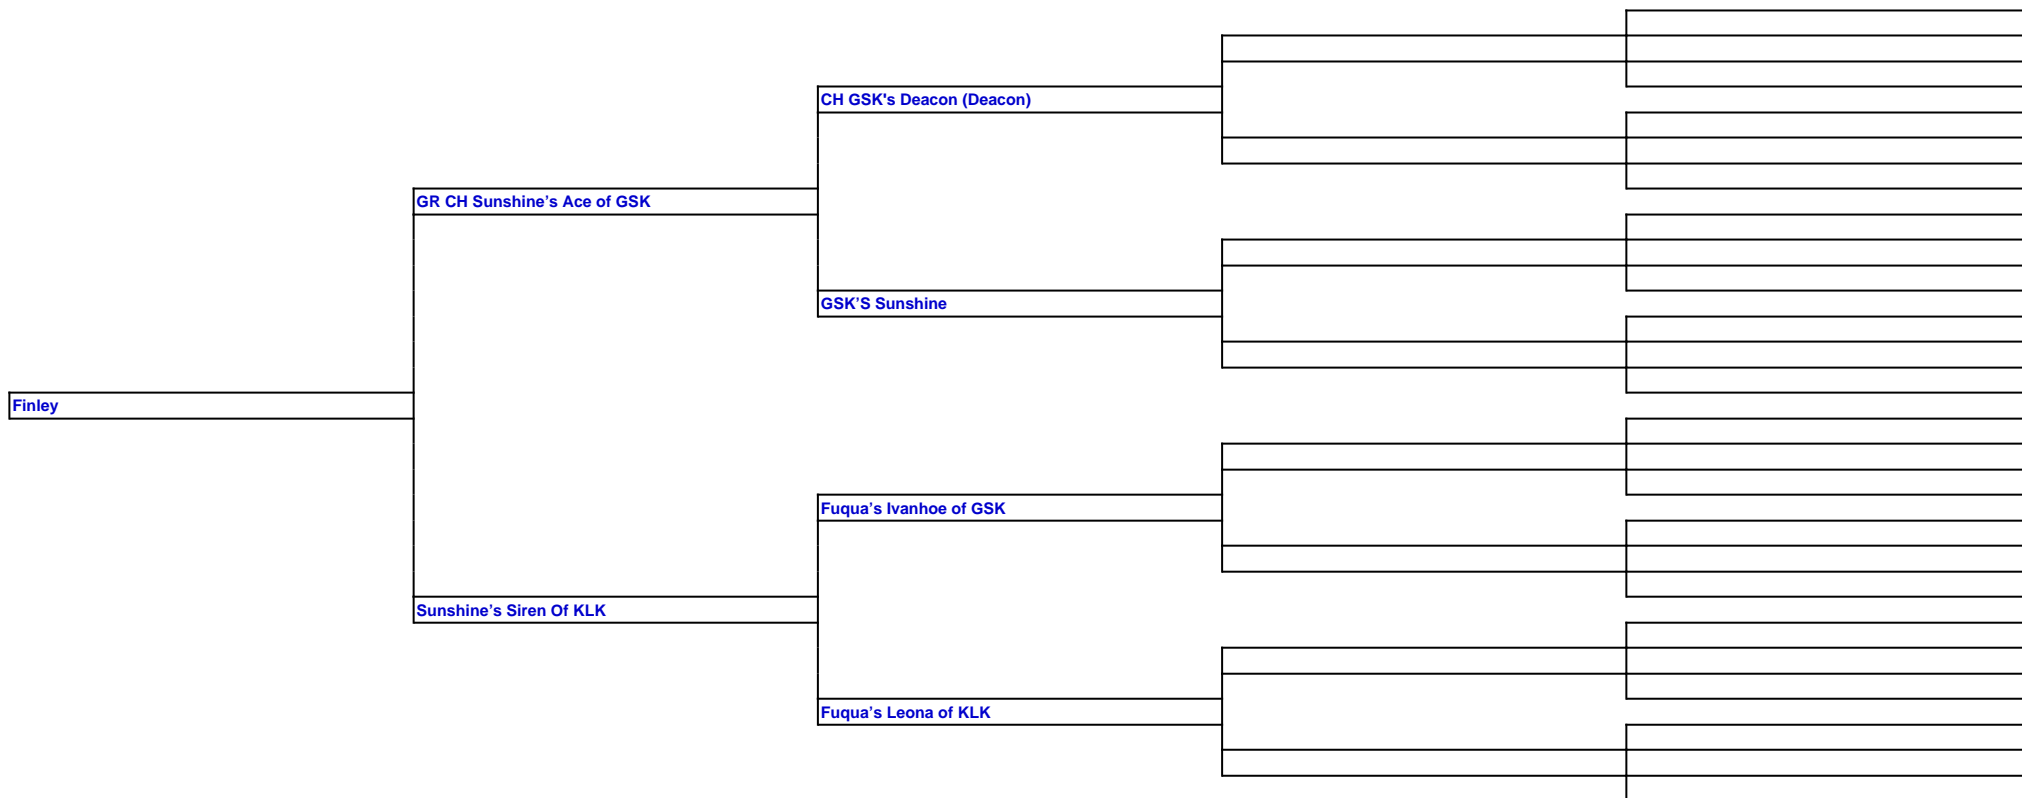 CH GSK's Deacon (Deacon)
GR CH Sunshine’s Ace of GSK
GSK’S Sunshine
Finley
Fuqua’s Ivanhoe of GSK
Sunshine’s Siren Of KLK
Fuqua’s Leona of KLK